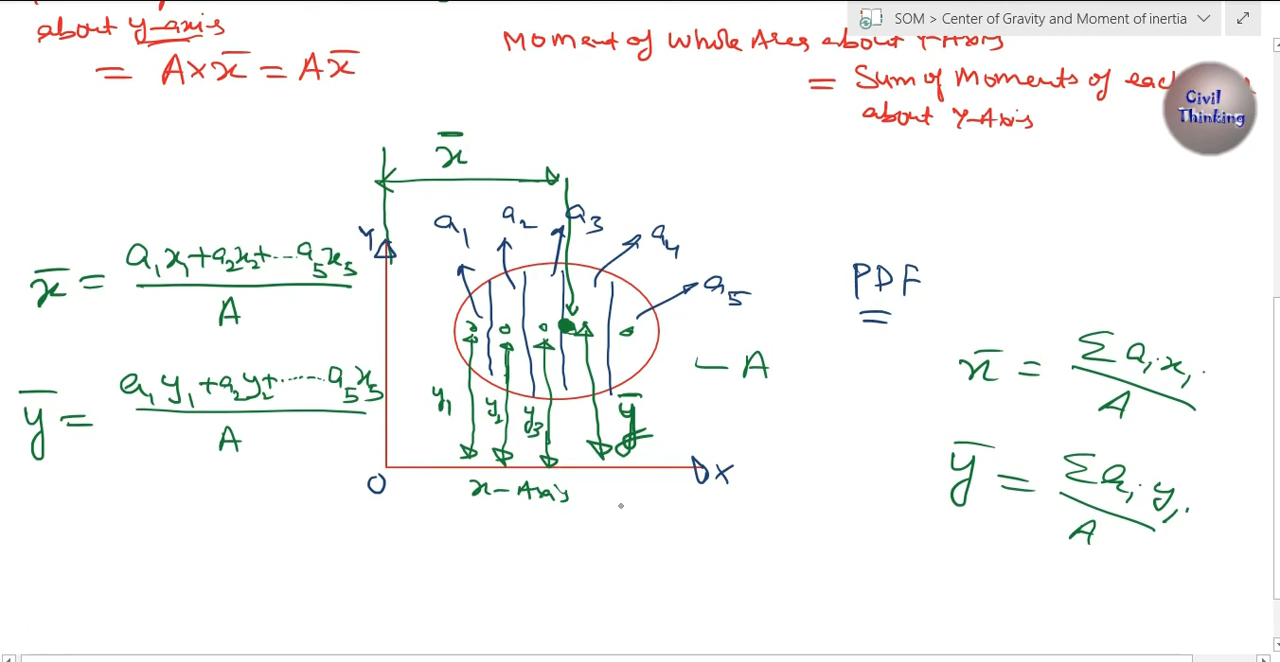 SOM > Center of Gravity and Moment of inertia
about Y-axis
= A×x̄ = Ax̄
Moment of Whole Area about Y-Axis
= Sum of Moments of each
about Y-Axis
Civil
Thinking
x̄
a₁ a₂ a₃ a₄
a₅
Y
x̄ = a₁x₁+a₂x₂+......a₅x₅
A
PDF
– A
x̄ = Σaᵢxᵢ
A
ȳ = a₁y₁+a₂y₂+........a₅x₅
A
y₁ y₂ y₃ ȳ
ȳ = Σaᵢyᵢ
A
O
X
x-Axis